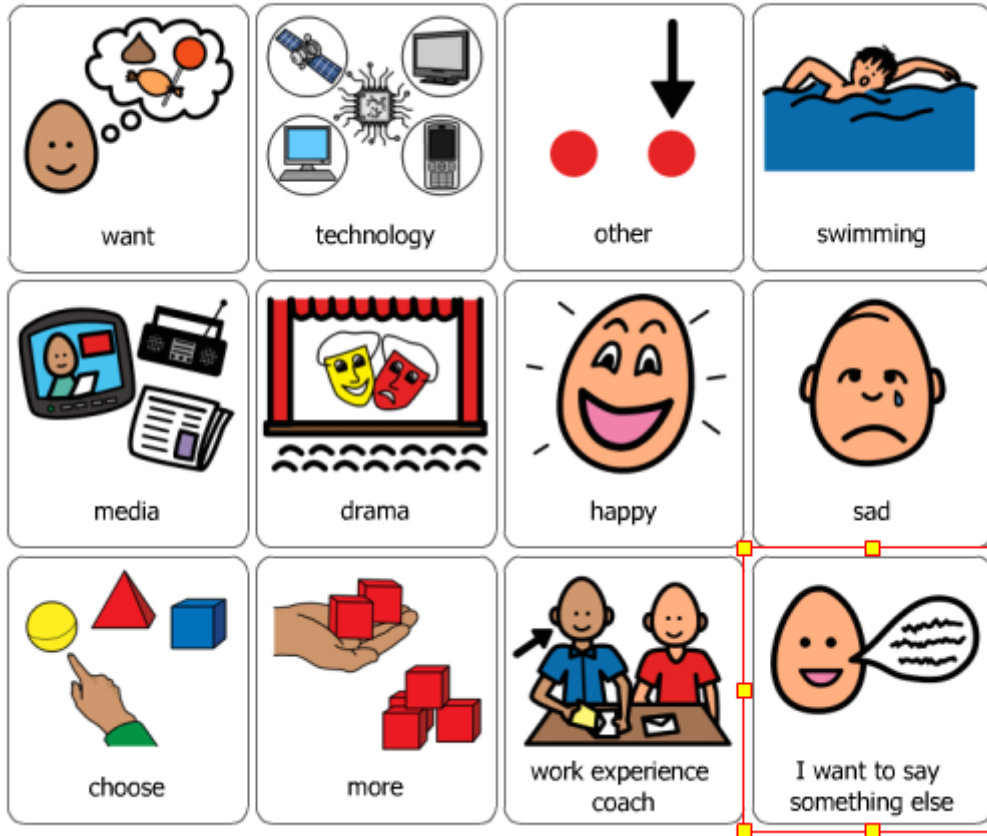 want
technology
other
swimming
media
drama
happy
sad
choose
more
work experience
coach
I want to say
something else